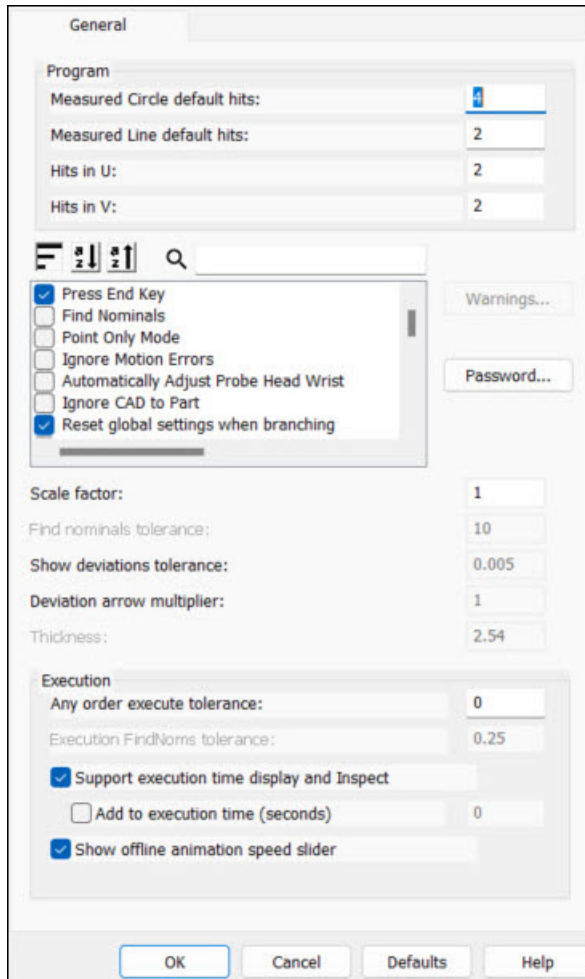 General
Program
Measured Circle default hits: 4
Measured Line default hits: 2
Hits in U: 2
Hits in V: 2
a z a z
Press End Key
Find Nominals
Point Only Mode
Ignore Motion Errors
Automatically Adjust Probe Head Wrist
Ignore CAD to Part
Reset global settings when branching
Warnings...
Password...
Scale factor: 1
Find nominals tolerance: 10
Show deviations tolerance: 0.005
Deviation arrow multiplier: 1
Thickness: 2.54
Execution
Any order execute tolerance: 0
Execution FindNoms tolerance: 0.25
Support execution time display and Inspect
Add to execution time (seconds) 0
Show offline animation speed slider
OK Cancel Defaults Help